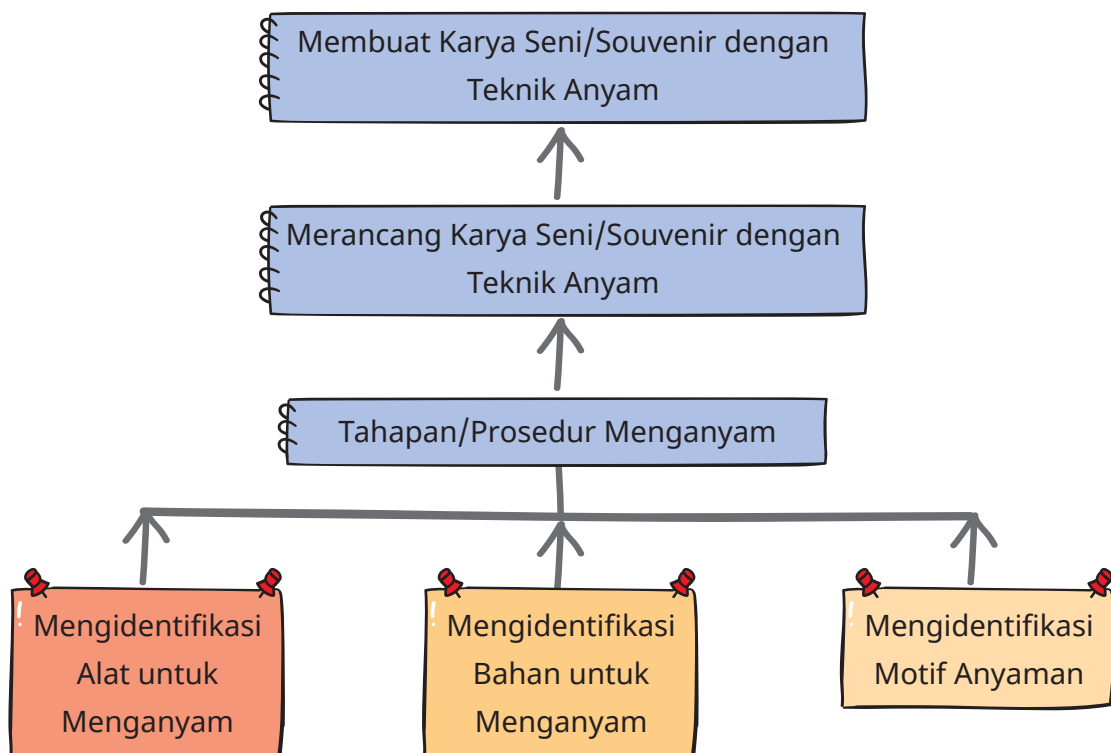 Membuat Karya Seni/Souvenir dengan
Teknik Anyam
Merancang Karya Seni/Souvenir dengan
Teknik Anyam
Tahapan/Prosedur Menganyam
Mengidentifikasi
Alat untuk
Menganyam
Mengidentifikasi
Bahan untuk
Menganyam
Mengidentifikasi
Motif Anyaman